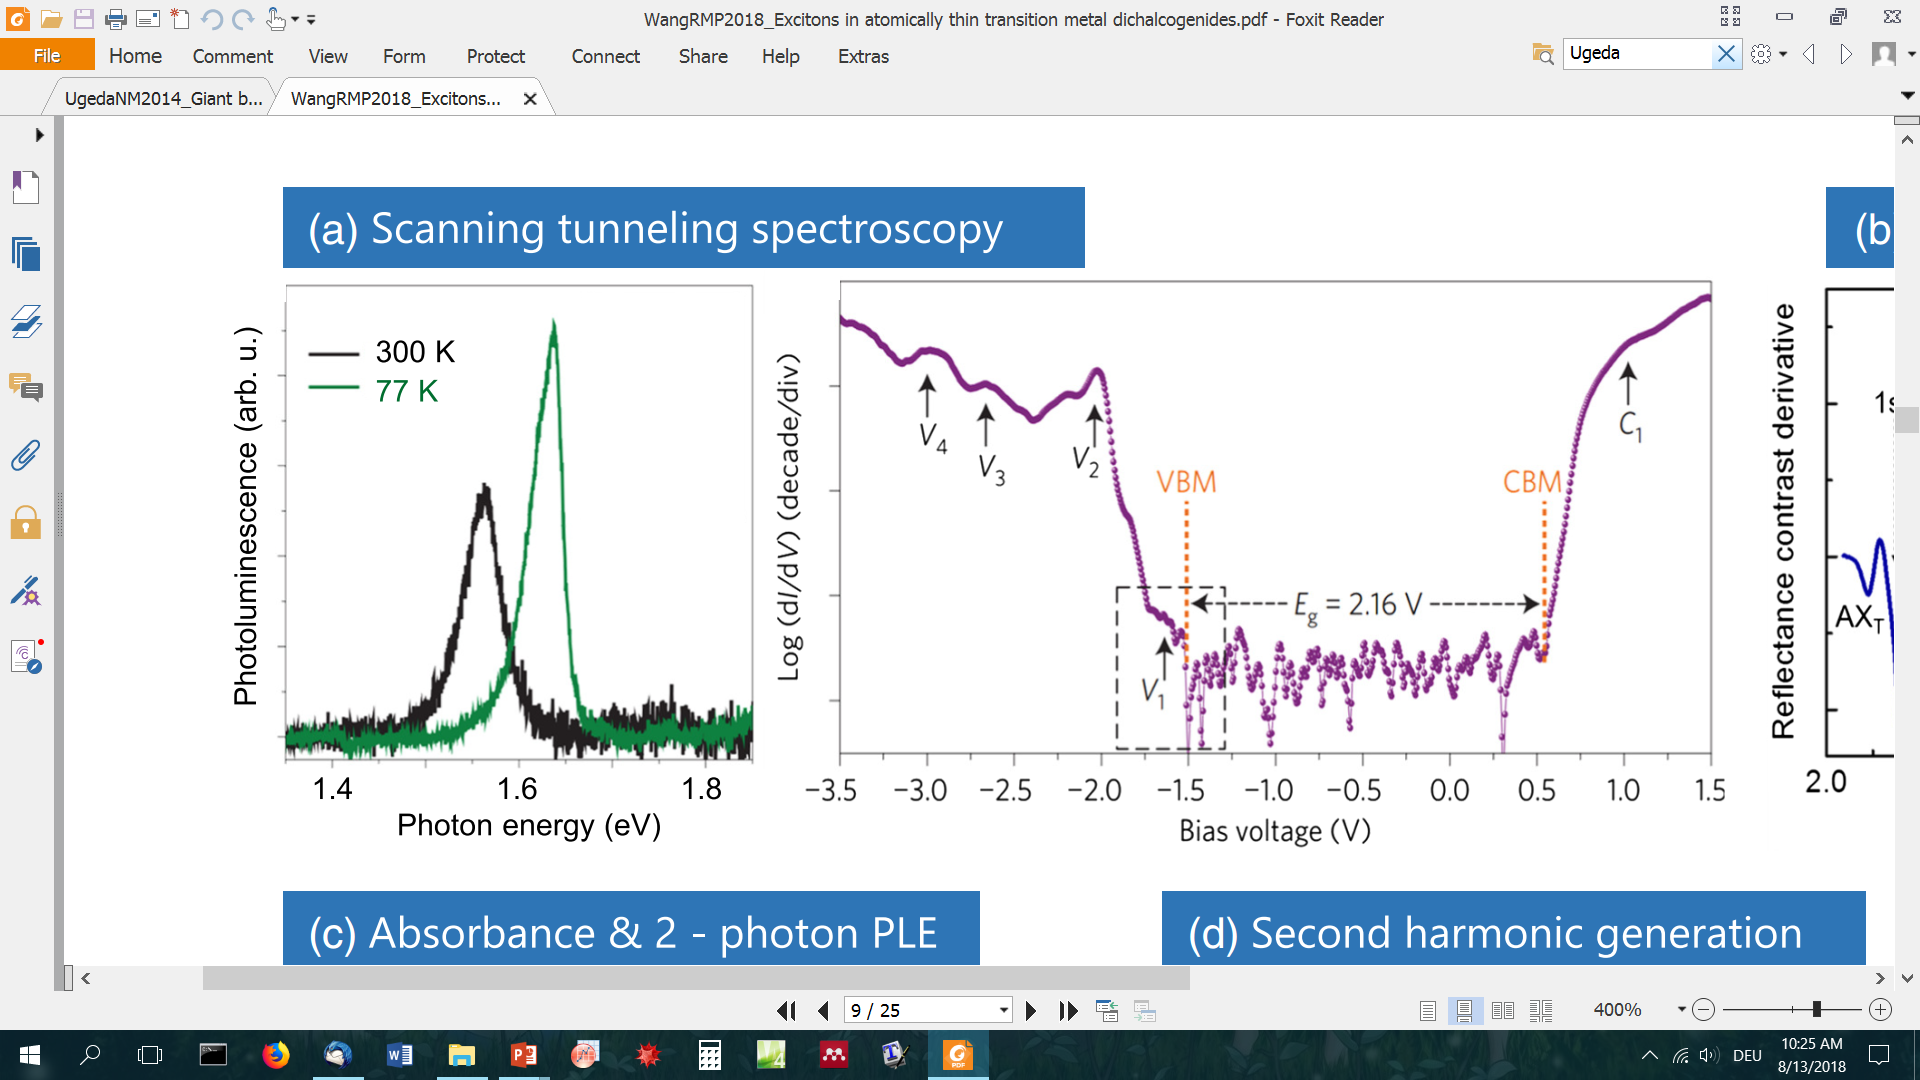 WangRMP2018_Excitons in atomically thin transition metal dichalcogenides.pdf - Foxit Reader
File Home Comment View Form Protect Connect Share Help Extras
Ugeda
UgedaNM2014_Giant b...
WangRMP2018_Excitons...
(a) Scanning tunneling spectroscopy
(b
Photoluminescence (arb. u.)
300 K
77 K
1.4 1.6 1.8
Photon energy (eV)
Log (dI/dV) (decade/div)
V4
V3
V2
V1
VBM
CBM
C1
Eg = 2.16 V
−3.5 −3.0 −2.5 −2.0 −1.5 −1.0 −0.5 0.0 0.5 1.0 1.5
Bias voltage (V)
Reflectance contrast derivative
1s
AXT
2.0
(c) Absorbance & 2 - photon PLE
(d) Second harmonic generation
9 / 25
400%
DEU
10:25 AM
8/13/2018